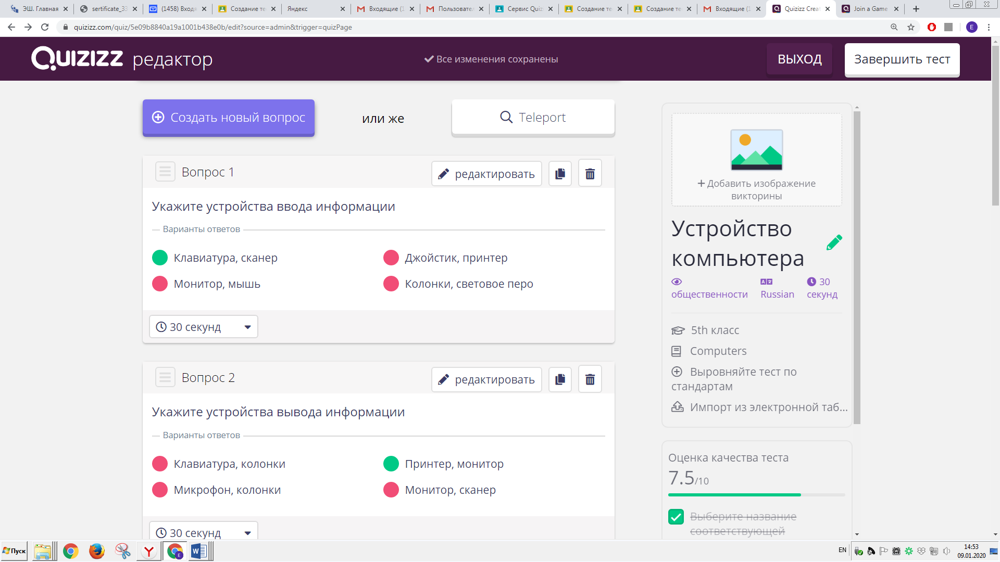 ЭШ. Главная
sertificate_33
(1458) Входя
Создание те
Яндекс
Входящие (1
Пользовате
Сервис Quiz
Создание те
Создание те
Входящие (1
Quizizz Crea
Join a Game
quizizz.com/quiz/5e09b8840a19a1001b438e0b/edit?source=admin&trigger=quizPage
E
Quizizz редактор
Все изменения сохранены
ВЫХОД
Завершить тест
Создать новый вопрос
или же
Teleport
Вопрос 1
редактировать
Укажите устройства ввода информации
Варианты ответов
Клавиатура, сканер
Джойстик, принтер
Монитор, мышь
Колонки, световое перо
30 секунд
Вопрос 2
редактировать
Укажите устройства вывода информации
Варианты ответов
Клавиатура, колонки
Принтер, монитор
Микрофон, колонки
Монитор, сканер
30 секунд
+ Добавить изображение
викторины
Устройство
компьютера
общественности
Russian
30
секунд
5th класс
Computers
Выровняйте тест по
стандартам
Импорт из электронной таб...
Оценка качества теста
7.5/10
Выберите название
соответствующей
Пуск
EN
14:53
09.01.2020